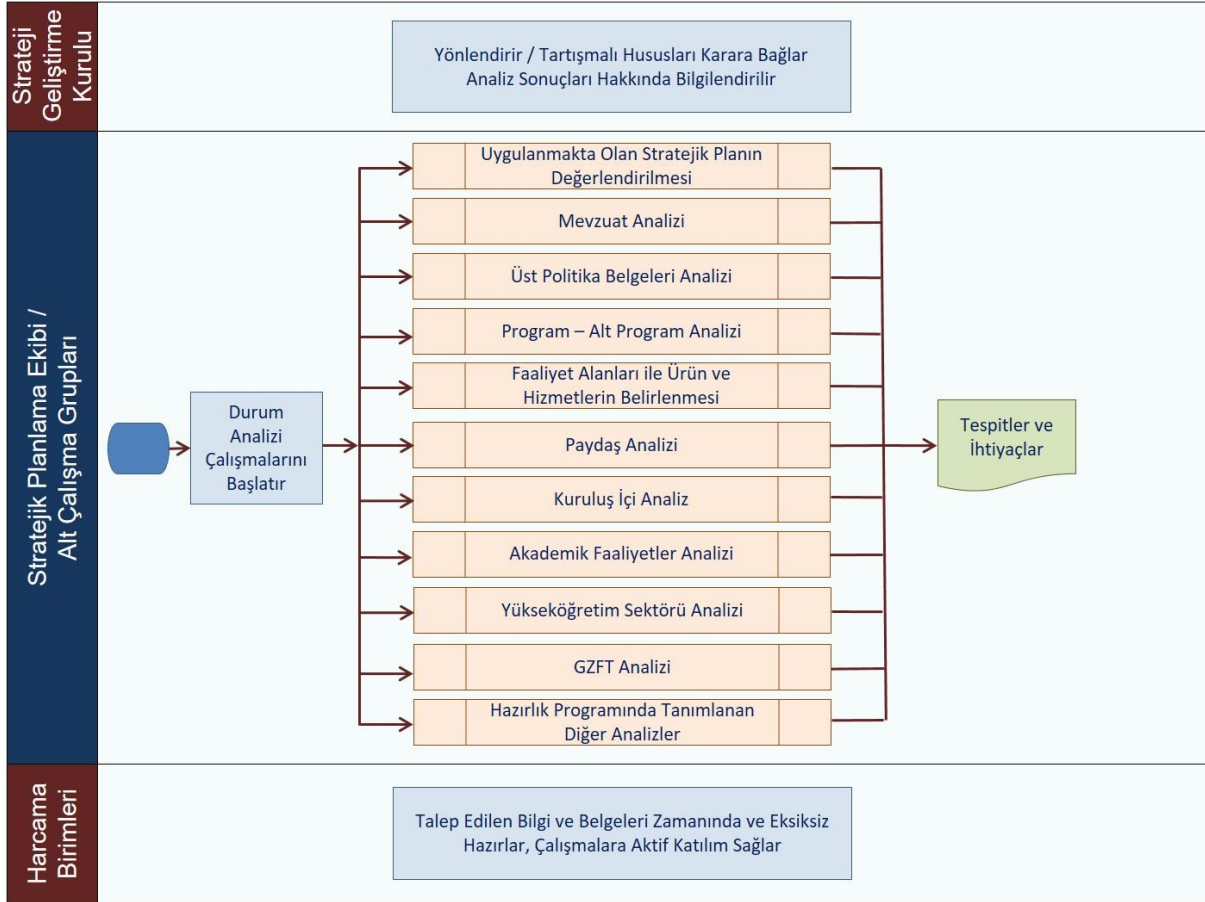 Strateji
Geliştirme
Kurulu
Yönlendirir / Tartışmalı Hususları Karara Bağlar
Analiz Sonuçları Hakkında Bilgilendirilir
Stratejik Planlama Ekibi /
Alt Çalışma Grupları
Durum
Analizi
Çalışmalarını
Başlatır
Uygulanmakta Olan Stratejik Planın
Değerlendirilmesi
Mevzuat Analizi
Üst Politika Belgeleri Analizi
Program – Alt Program Analizi
Faaliyet Alanları ile Ürün ve
Hizmetlerin Belirlenmesi
Paydaş Analizi
Kuruluş İçi Analiz
Akademik Faaliyetler Analizi
Yükseköğretim Sektörü Analizi
GZFT Analizi
Hazırlık Programında Tanımlanan
Diğer Analizler
Tespitler ve
İhtiyaçlar
Harcama
Birimleri
Talep Edilen Bilgi ve Belgeleri Zamanında ve Eksiksiz
Hazırlar, Çalışmalara Aktif Katılım Sağlar